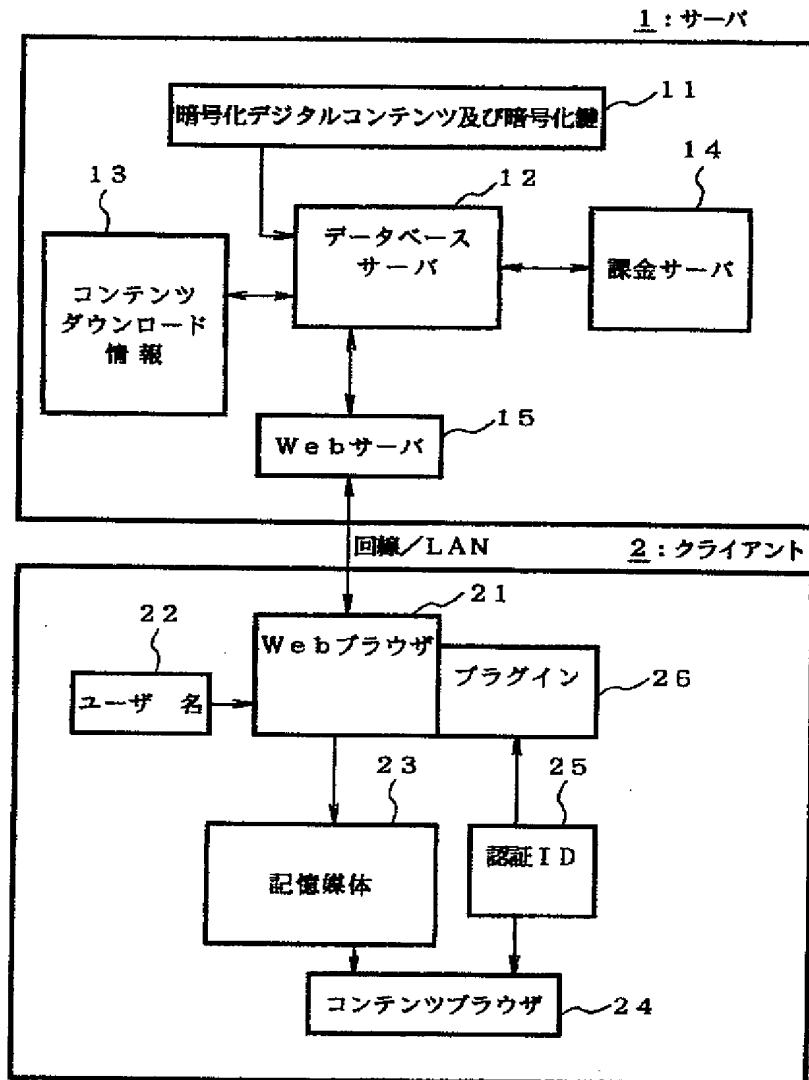 1：サーバ
11
暗号化デジタルコンテンツ及び暗号化鍵
13
12
14
データベース
サーバ
課金サーバ
コンテンツ
ダウンロード
情報
15
Webサーバ
回線／LAN
2：クライアント
21
22
Webブラウザ
プラグイン
26
ユーザ 名
23
25
認証ID
記憶媒体
コンテンツブラウザ
24